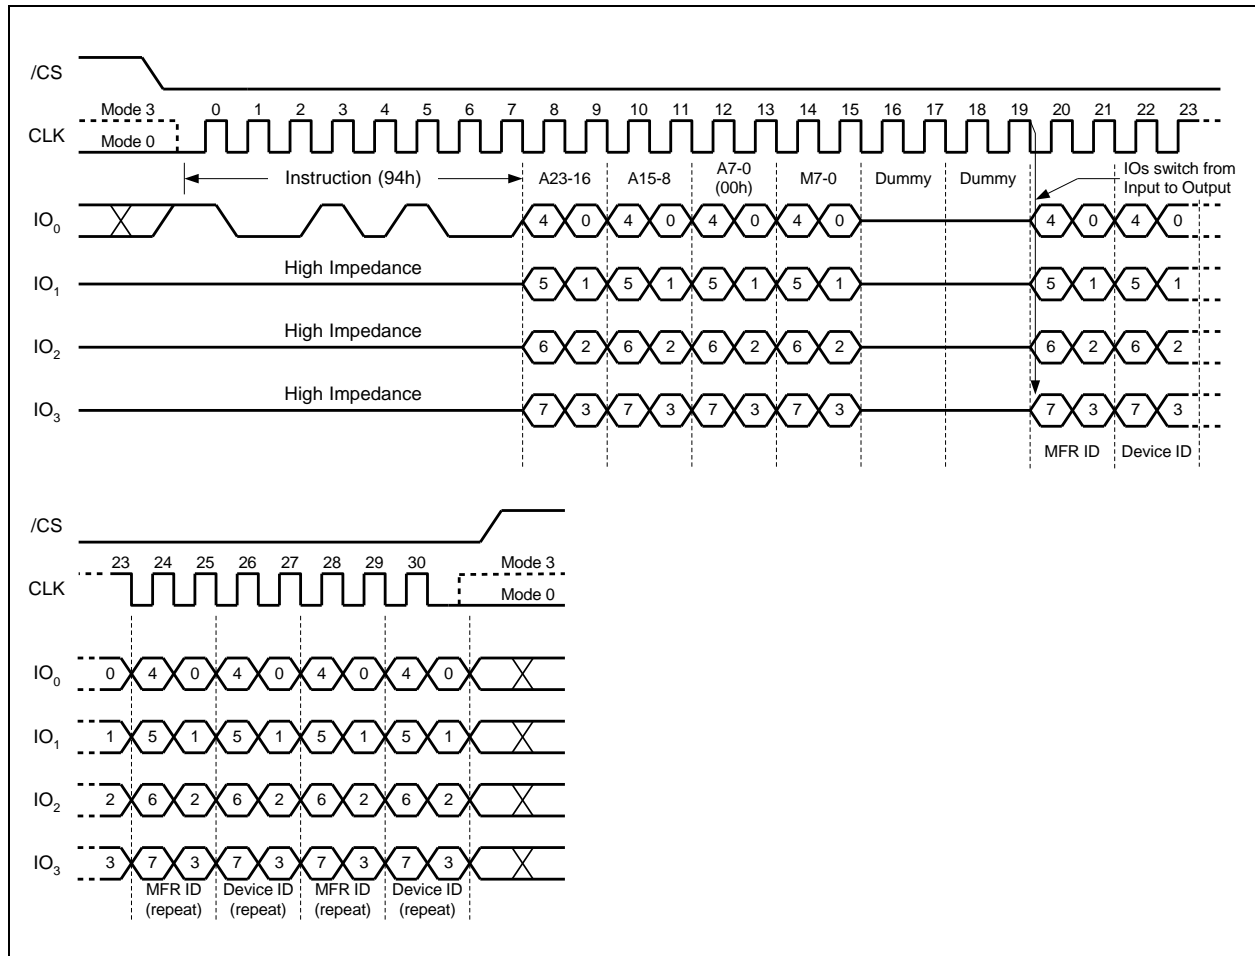 /CS
Mode 3 0 1 2 3 4 5 6 7 8 9 10 11 12 13 14 15 16 17 18 19 20 21 22 23
CLK Mode 0
Instruction (94h) A23-16 A15-8 A7-0 (00h) M7-0 Dummy Dummy IOs switch from Input to Output
IO0 4 0 4 0 4 0 4 0 4 0 4 0
High Impedance
IO1 5 1 5 1 5 1 5 1 5 1 5 1
High Impedance
IO2 6 2 6 2 6 2 6 2 6 2 6 2
High Impedance
IO3 7 3 7 3 7 3 7 3 7 3 7 3
MFR ID Device ID
/CS
23 24 25 26 27 28 29 30 Mode 3
CLK Mode 0
IO0 0 4 0 4 0 4 0 4 0
IO1 1 5 1 5 1 5 1 5 1
IO2 2 6 2 6 2 6 2 6 2
IO3 3 7 3 7 3 7 3 7 3
MFR ID Device ID MFR ID Device ID
(repeat) (repeat) (repeat) (repeat)